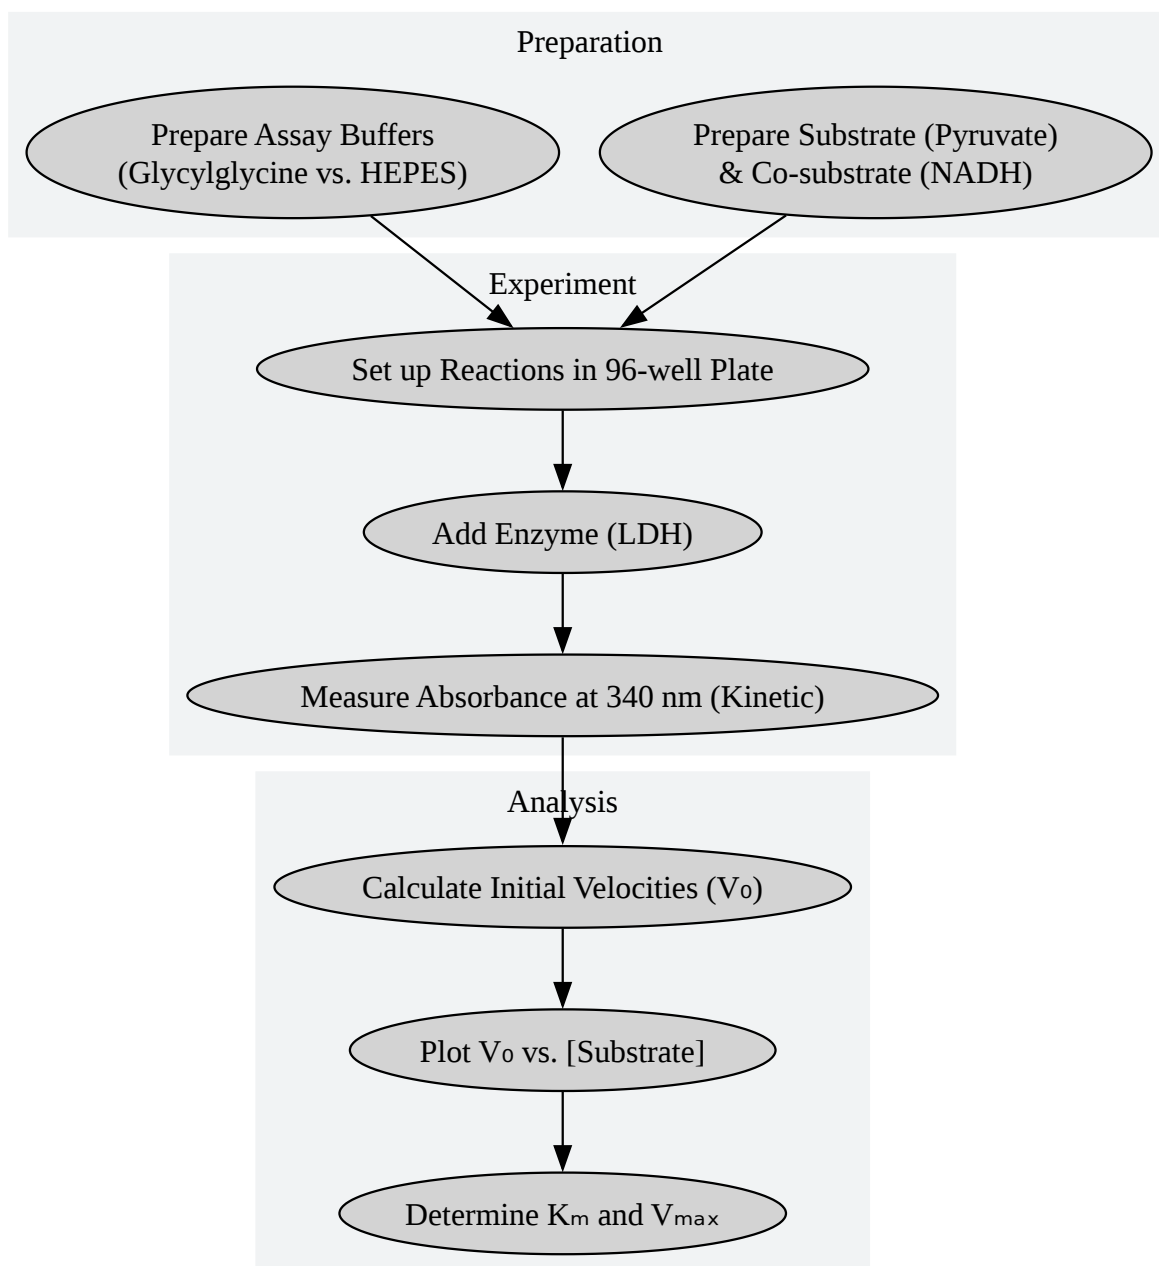 Preparation
Prepare Assay Buffers
(Glycylglycine vs. HEPES)
Prepare Substrate (Pyruvate)
& Co-substrate (NADH)
Experiment
Set up Reactions in 96-well Plate
Add Enzyme (LDH)
Measure Absorbance at 340 nm (Kinetic)
Analysis
Calculate Initial Velocities (V₀)
Plot V₀ vs. [Substrate]
Determine Kₘ and Vₘₐₓ